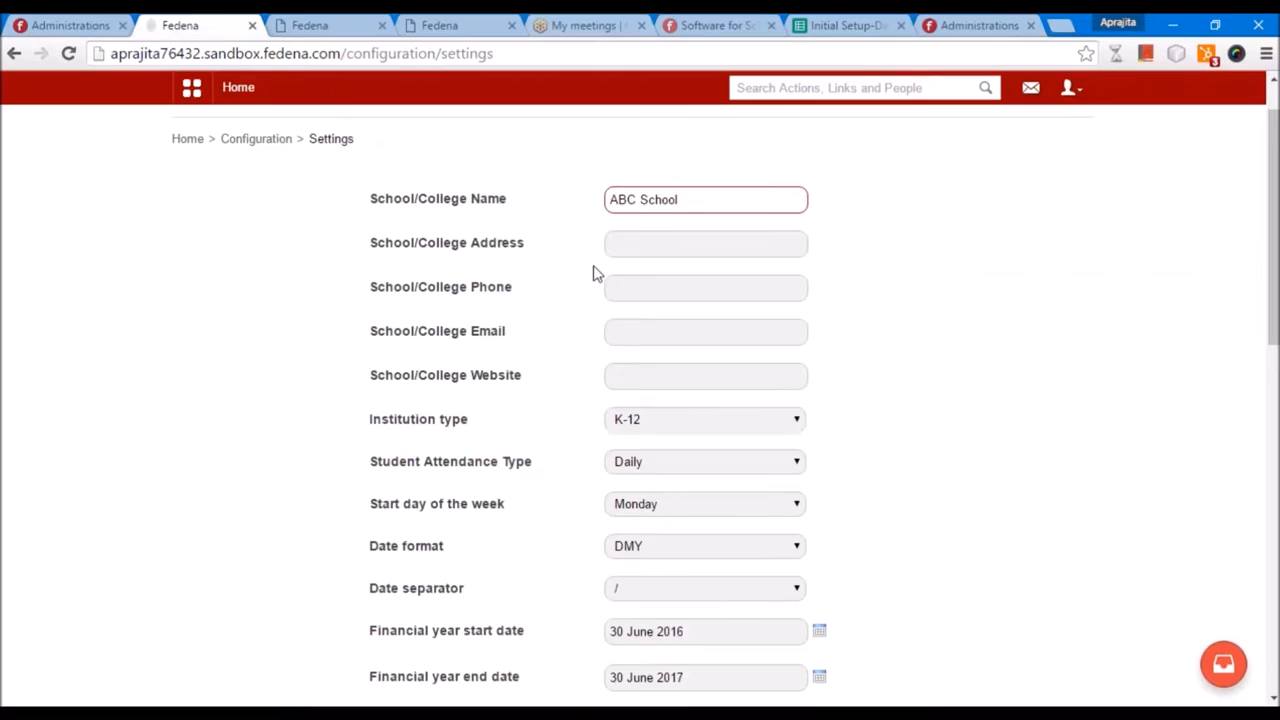 Administrations
Fedena
Fedena
Fedena
My meetings |
Software for Sc
Initial Setup-De
Administrations
Aprajita
aprajita76432.sandbox.fedena.com/configuration/settings
3
Home
Search Actions, Links and People
Home > Configuration > Settings
School/College Name
ABC School
School/College Address
School/College Phone
School/College Email
School/College Website
Institution type
K-12
Student Attendance Type
Daily
Start day of the week
Monday
Date format
DMY
Date separator
/
Financial year start date
30 June 2016
Financial year end date
30 June 2017